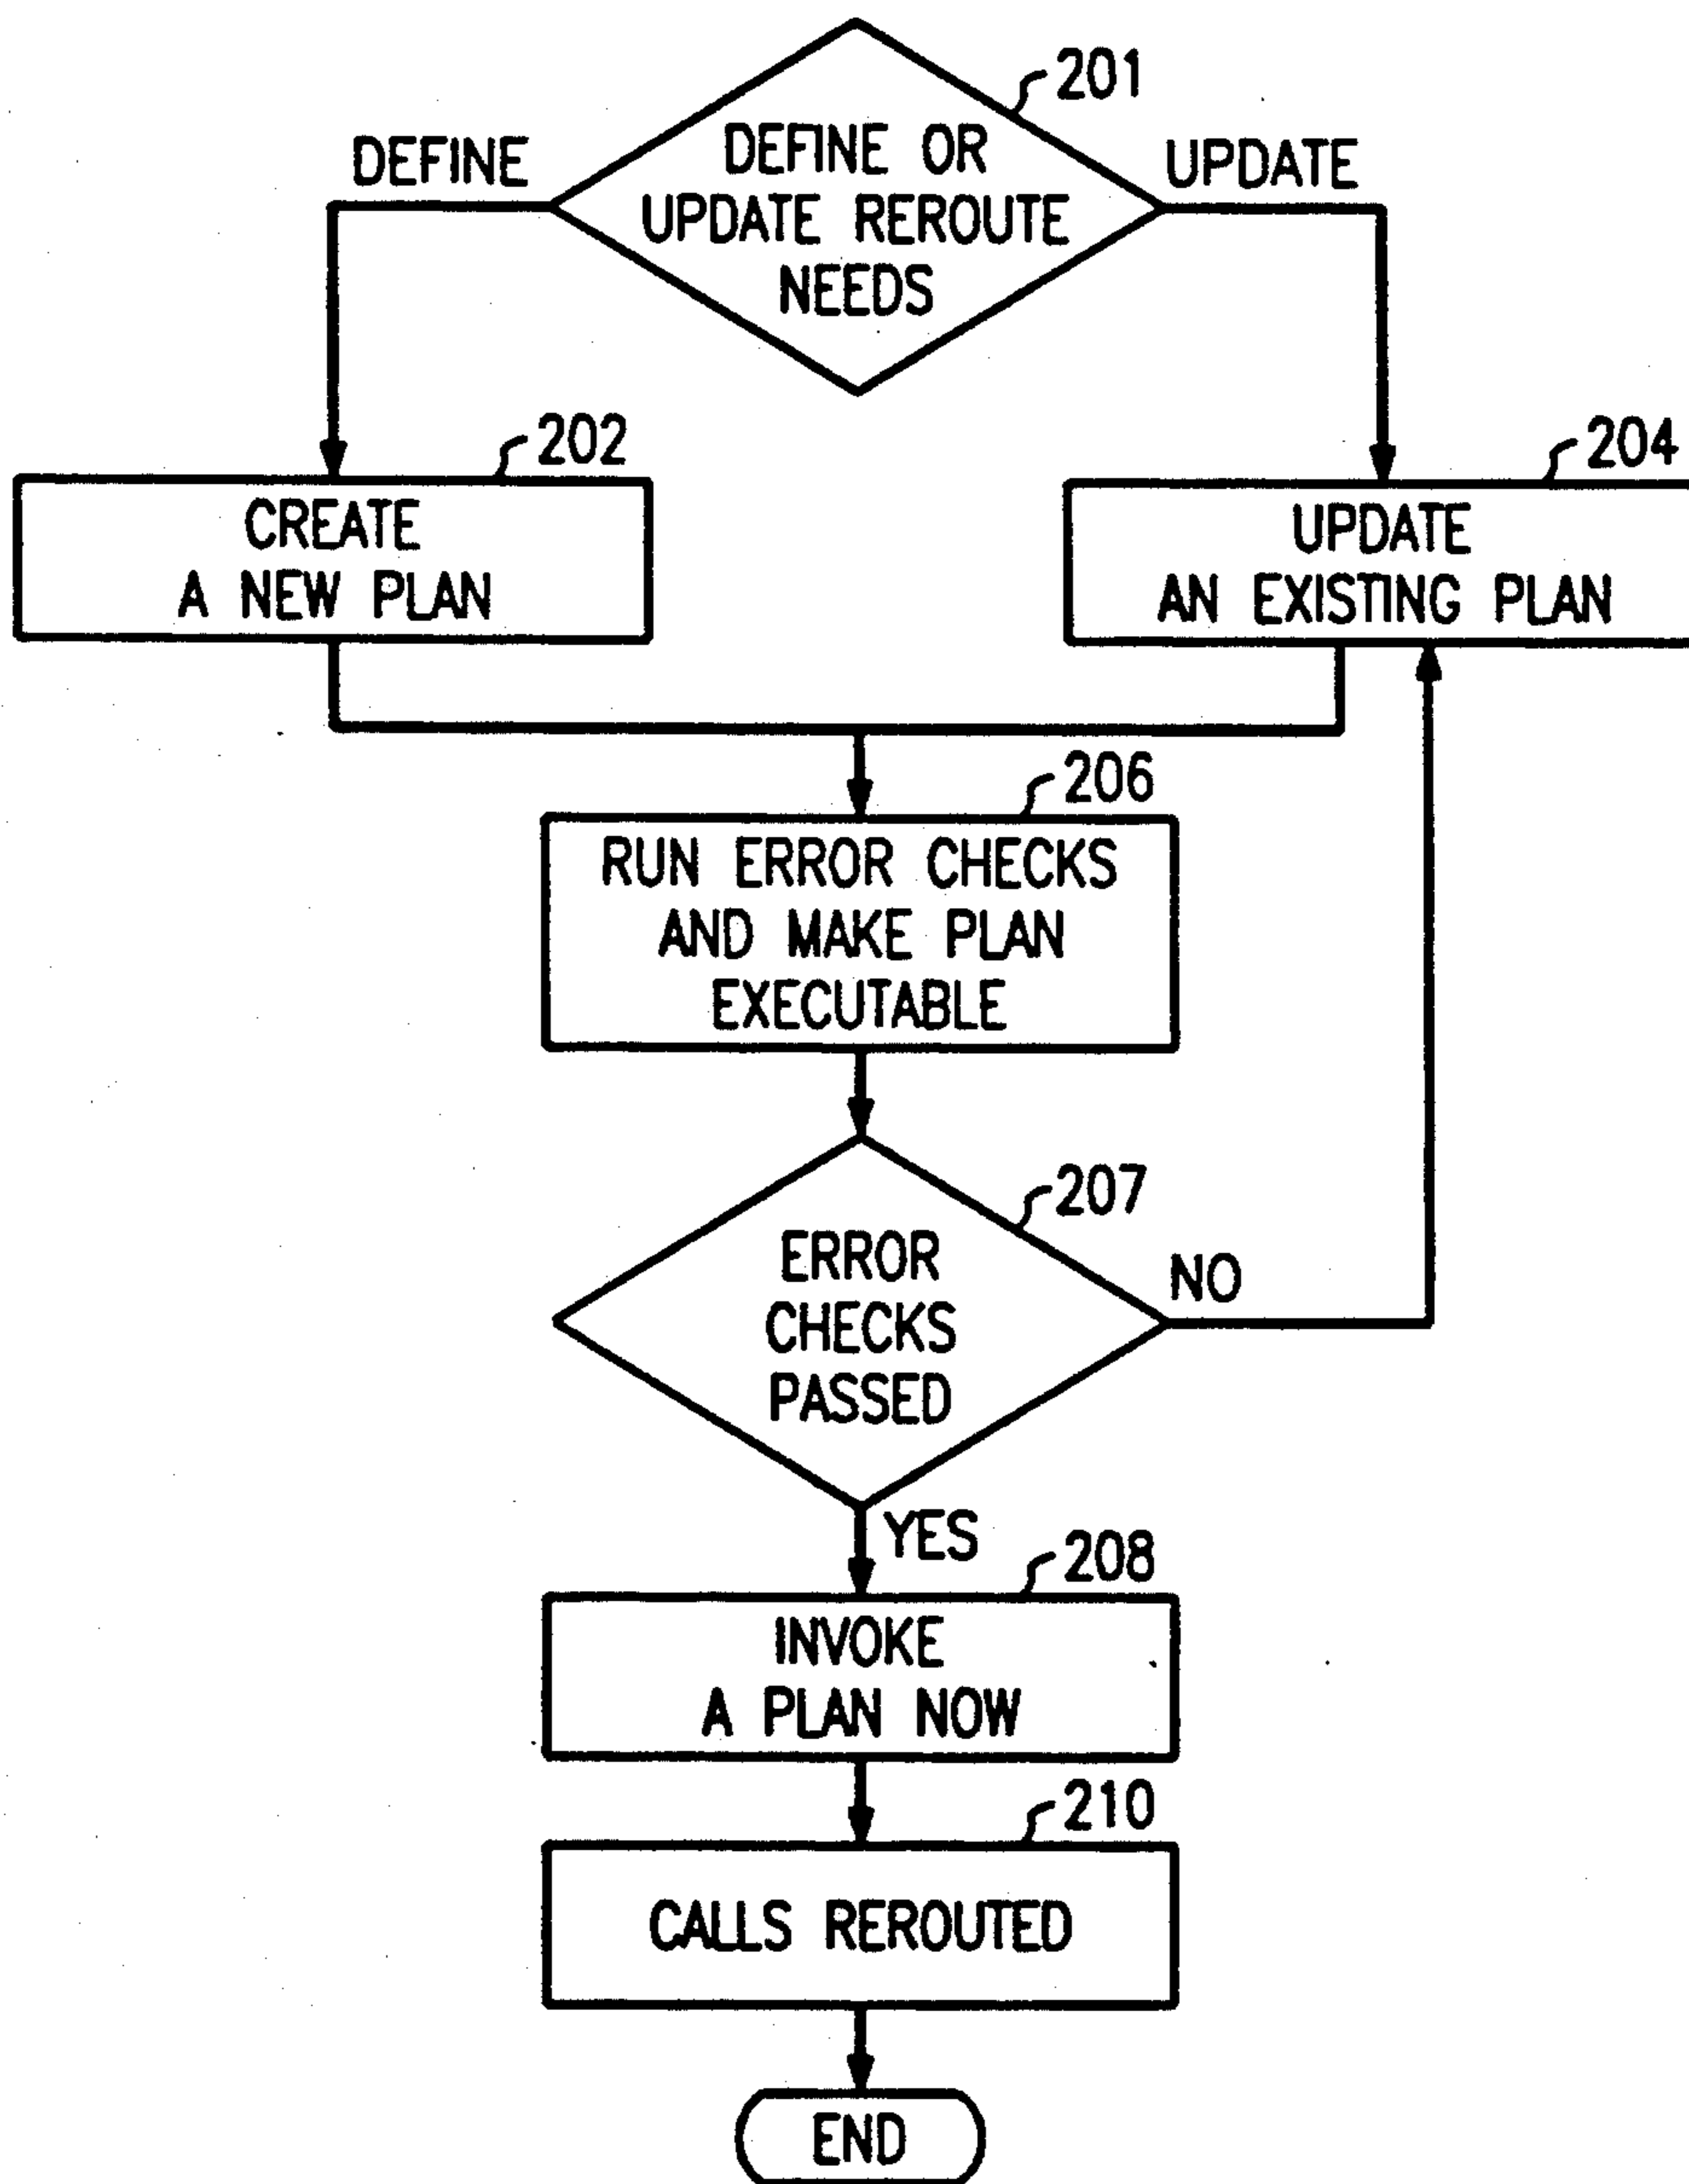 201
DEFINE
DEFINE OR
UPDATE REROUTE
NEEDS
UPDATE
202
CREATE
A NEW PLAN
204
UPDATE
AN EXISTING PLAN
206
RUN ERROR CHECKS
AND MAKE PLAN
EXECUTABLE
207
ERROR
CHECKS
PASSED
NO
YES
208
INVOKE
A PLAN NOW
210
CALLS REROUTED
END